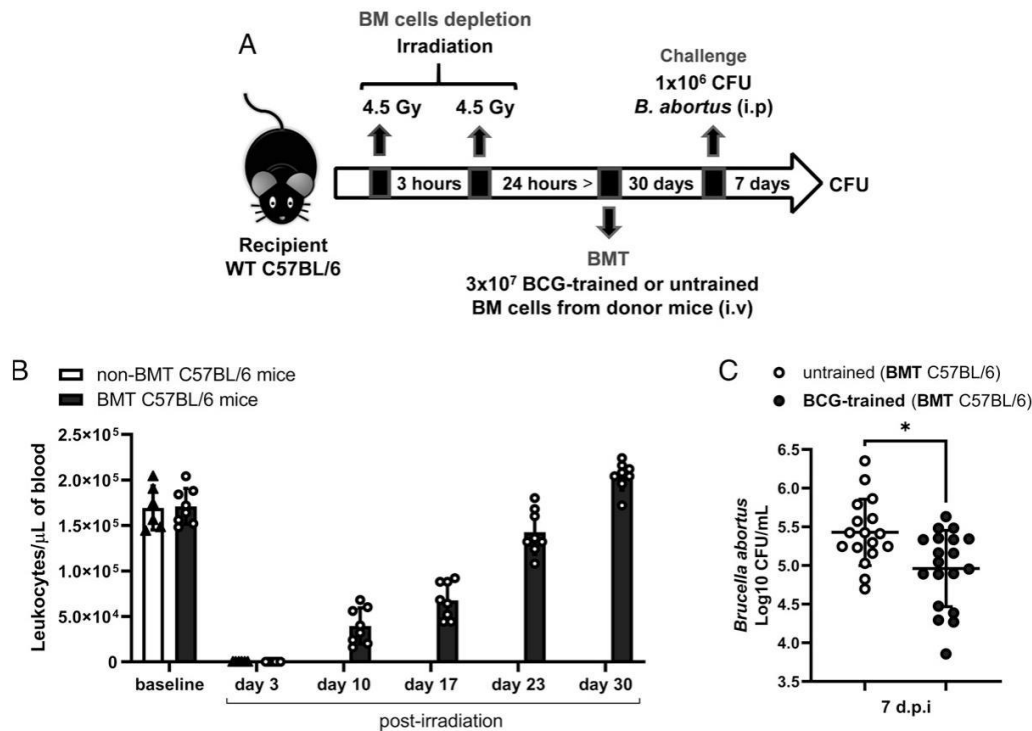 A
BM cells depletion
Irradiation
4.5 Gy 4.5 Gy
Challenge
1x10⁶ CFU
B. abortus (i.p)
3 hours 24 hours > 30 days 7 days CFU
Recipient
WT C57BL/6
BMT
3x10⁷ BCG-trained or untrained
BM cells from donor mice (i.v)
B
non-BMT C57BL/6 mice
BMT C57BL/6 mice
Leukocytes/µL of blood
2.5×10⁵
2.0×10⁵
1.5×10⁵
1.0×10⁵
5.0×10⁴
0
baseline day 3 day 10 day 17 day 23 day 30
post-irradiation
C
untrained (BMT C57BL/6)
BCG-trained (BMT C57BL/6)
*
Brucella abortus
Log10 CFU/mL
6.5
6.0
5.5
5.0
4.5
4.0
3.5
7 d.p.i